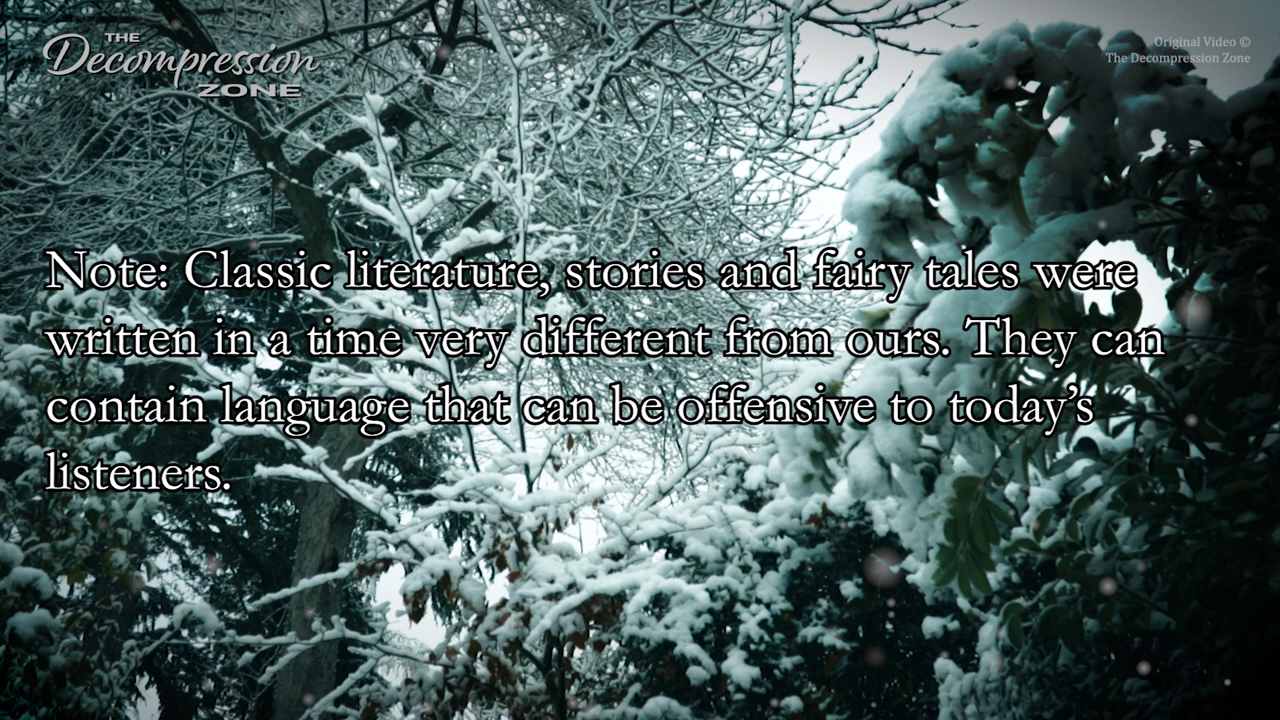 THE
Decompression
ZONE
Original Video ©
The Decompression Zone
Note: Classic literature, stories and fairy tales were
written in a time very different from ours. They can
contain language that can be offensive to today’s
listeners.